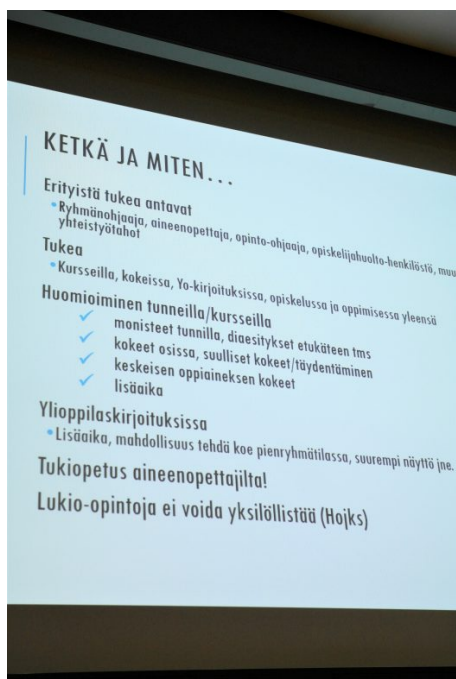 KETKÄ JA MITEN...
Erityistä tukea antavat
•Ryhmänohjaaja, aineenopettaja, opinto-ohjaaja, opiskelijahuolto-henkilöstö, muu
yhteistyötahot
Tukea
•Kursseilla, kokeissa, Yo-kirjoituksissa, opiskelussa ja oppimisessa yleensä
Huomioiminen tunneilla/kursseilla
✓ monisteet tunnilla, diaesitykset etukäteen tms
✓ kokeet osissa, suulliset kokeet/täydentäminen
✓ keskeisen oppiaineksen kokeet
✓ lisäaika
Ylioppilaskirjoituksissa
•Lisäaika, mahdollisuus tehdä koe pienryhmätilassa, suurempi näyttö jne.
Tukiopetus aineenopettajilta!
Lukio-opintoja ei voida yksilöllistää (Hojks)